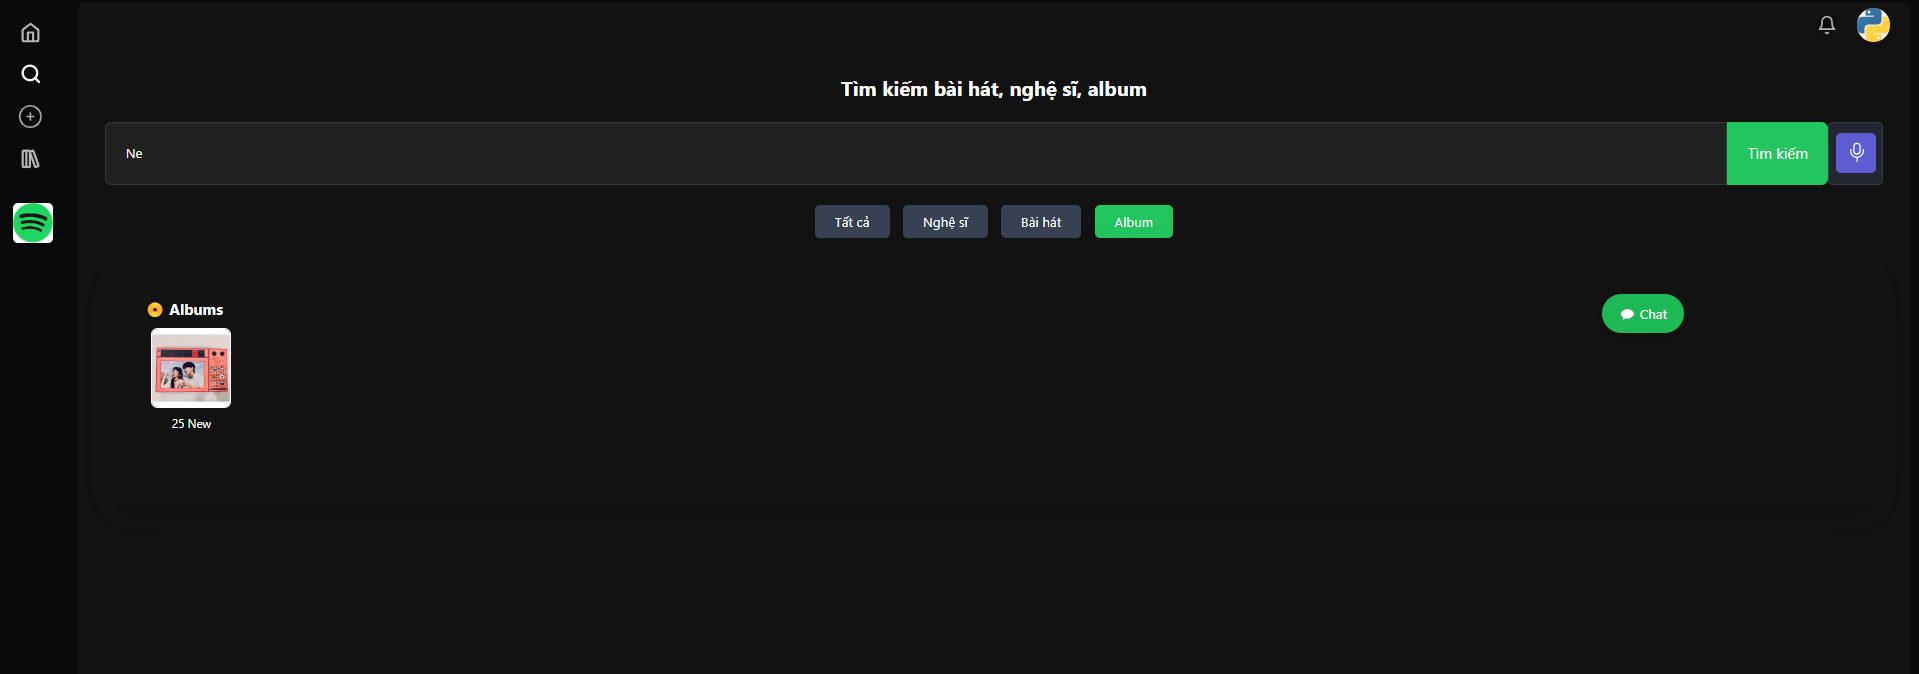 Tìm kiếm bài hát, nghệ sĩ, album
Ne
Tìm kiếm
Tất cả
Nghệ sĩ
Bài hát
Album
Albums
Chat
25 New